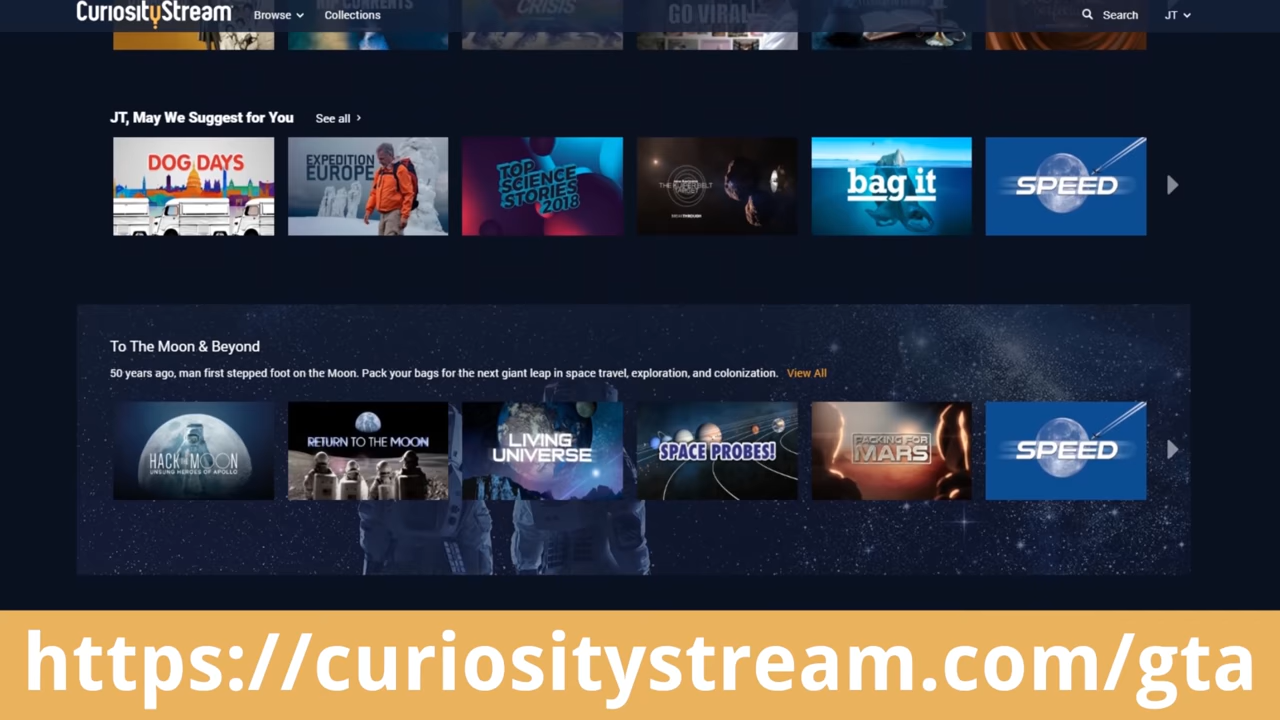 CuriosityStream
Browse
Collections
Search
JT
RIP CURRENTS
CRISIS
GO VIRAL
JT, May We Suggest for You
See all
DOG DAYS
EXPEDITION
EUROPE
TOP
SCIENCE
STORIES
2018
bag it
SPEED
To The Moon & Beyond
50 years ago, man first stepped foot on the Moon. Pack your bags for the next giant leap in space travel, exploration, and colonization. View All
HACK THE MOON
UNSUNG HEROES OF APOLLO
RETURN TO THE MOON
LIVING
UNIVERSE
SPACE PROBES!
PACKING FOR
MARS
SPEED
https://curiositystream.com/gta